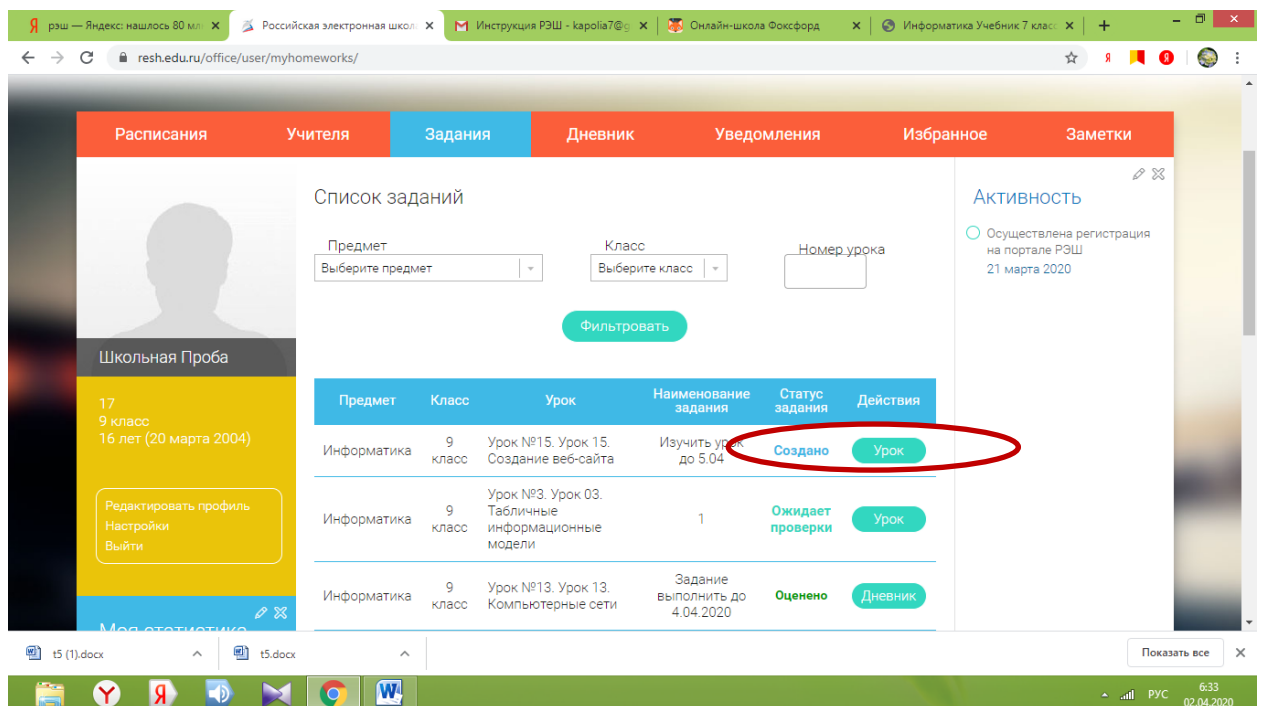 рэш — Яндекс: нашлось 80 мл
Российская электронная школ
Инструкция РЭШ - kapolia7@g
Онлайн-школа Фоксфорд
Информатика Учебник 7 класс
resh.edu.ru/office/user/myhomeworks/
Расписания Учителя Задания Дневник Уведомления Избранное Заметки
Список заданий
Предмет
Выберите предмет
Класс
Выберите класс
Номер урока
Фильтровать
Активность
Осуществлена регистрация
на портале РЭШ
21 марта 2020
Школьная Проба
17
9 класс
16 лет (20 марта 2004)
Редактировать профиль
Настройки
Выйти
Моя статистика
Предмет Класс Урок Наименование задания Статус задания Действия
Информатика 9 класс Урок №15. Урок 15. Создание веб-сайта Изучить урок до 5.04 Создано Урок
Информатика 9 класс Урок №3. Урок 03. Табличные информационные модели 1 Ожидает проверки Урок
Информатика 9 класс Урок №13. Урок 13. Компьютерные сети Задание выполнить до 4.04.2020 Оценено Дневник
t5 (1).docx
t5.docx
Показать все
РУС
6:33
02.04.2020